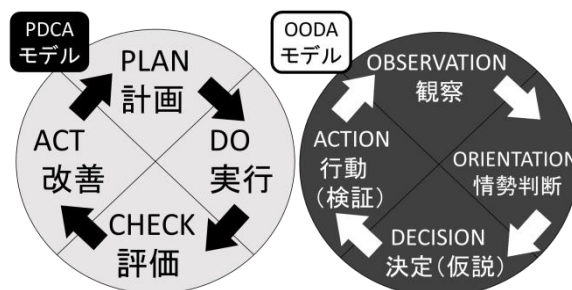 PDCA
モデル
PLAN
計画
DO
実行
CHECK
評価
ACT
改善
OODA
モデル
OBSERVATION
観察
ORIENTATION
情勢判断
DECISION
決定（仮説）
ACTION
行動
（検証）